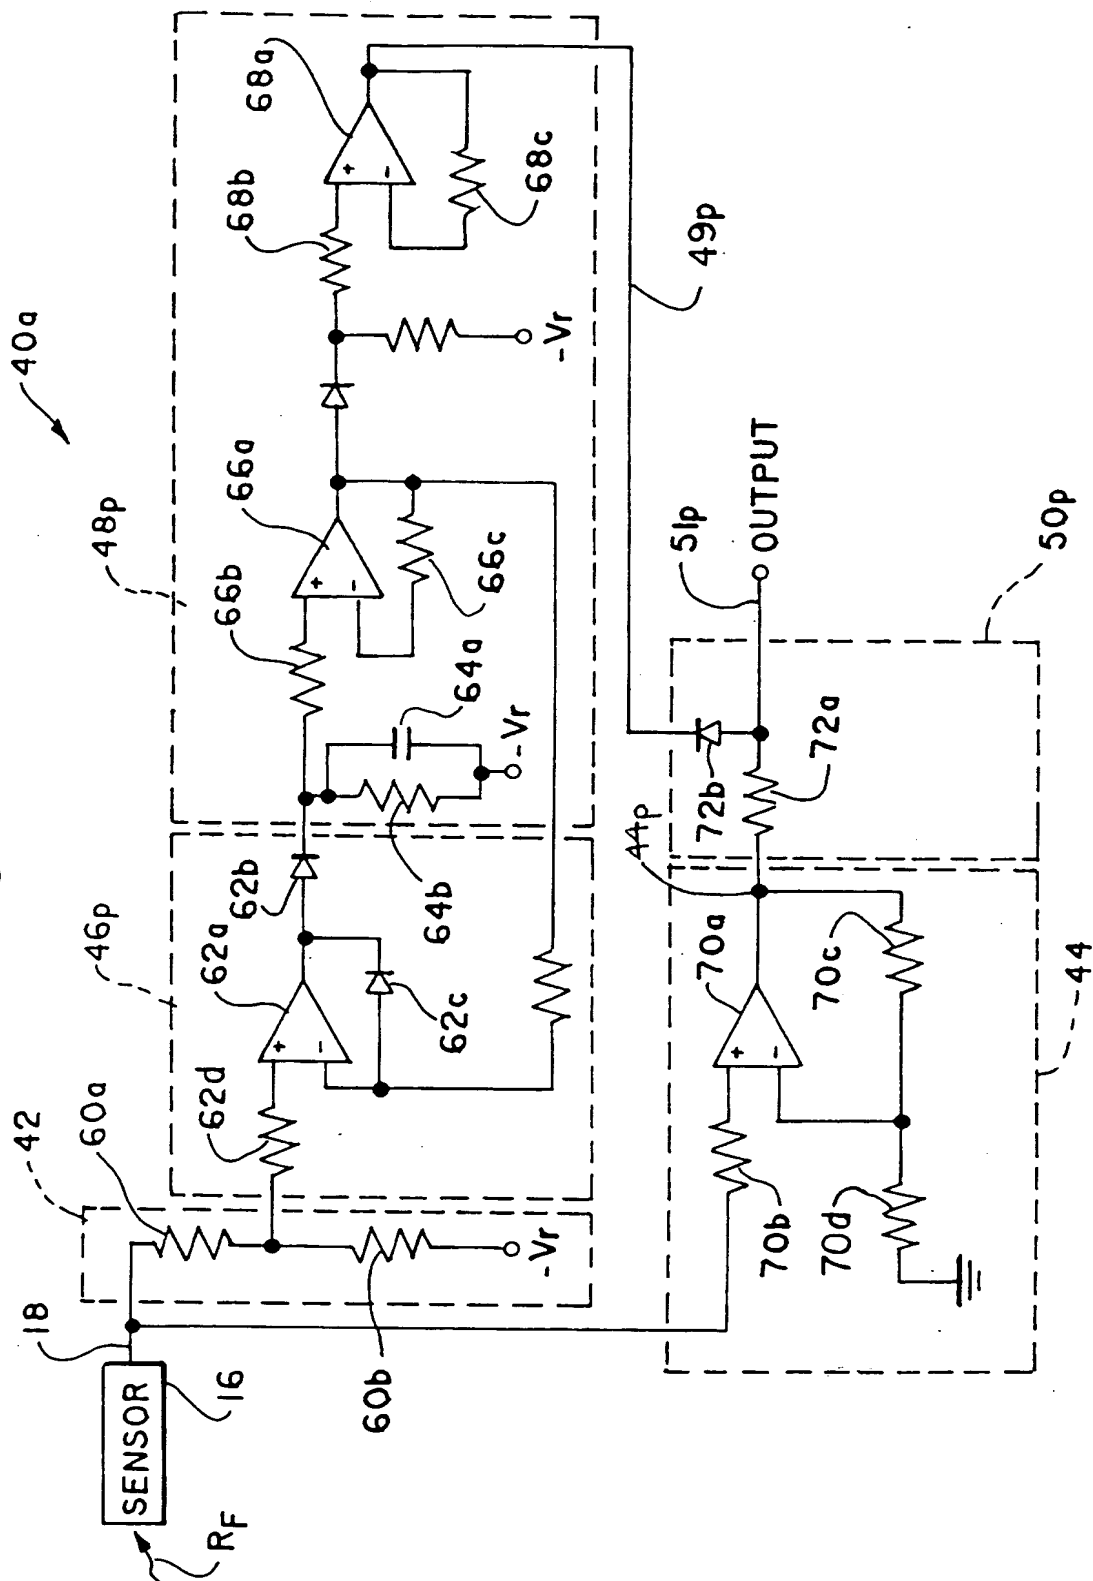 40a
48p
46p
42
60a
62a
62d
62b
62c
+
-
66a
66b
66c
+
-
68a
68b
68c
+
-
64a
64b
-Vr
-Vr
-Vr
60b
18
SENSOR
16
RF
49p
44p
51p
OUTPUT
50p
72b
72a
70a
70b
+
-
70c
70d
44